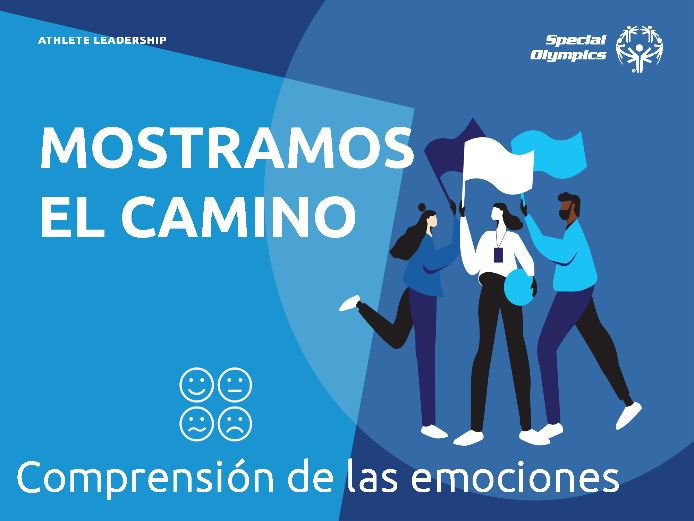 ATHLETE LEADERSHIP
Special
Olympics
MOSTRAMOS
EL CAMINO
Comprensión de las emociones